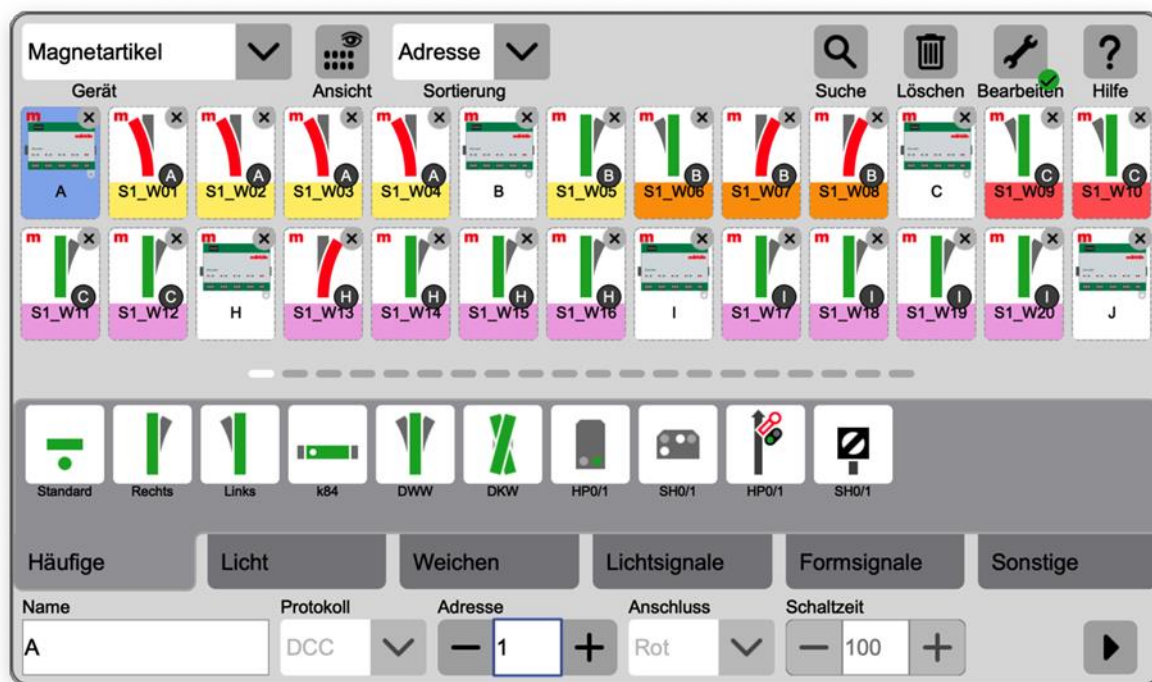 Magnetartikel
Adresse
Gerät
Ansicht
Sortierung
Suche
Löschen
Bearbeiten
Hilfe
m
A
m A S1_W01
m A S1_W02
m A S1_W03
m A S1_W04
m
B
m B S1_W05
m B S1_W06
m B S1_W07
m B S1_W08
m
C
m C S1_W09
m C S1_W10
m C S1_W11
m C S1_W12
m
H
m H S1_W13
m H S1_W14
m H S1_W15
m H S1_W16
m
I
m I S1_W17
m I S1_W18
m I S1_W19
m I S1_W20
m
J
Standard
Rechts
Links
k84
DWW
DKW
HP0/1
SH0/1
HP0/1
SH0/1
Häufige
Licht
Weichen
Lichtsignale
Formsignale
Sonstige
Name
Protokoll
Adresse
Anschluss
Schaltzeit
A
DCC
1
Rot
100